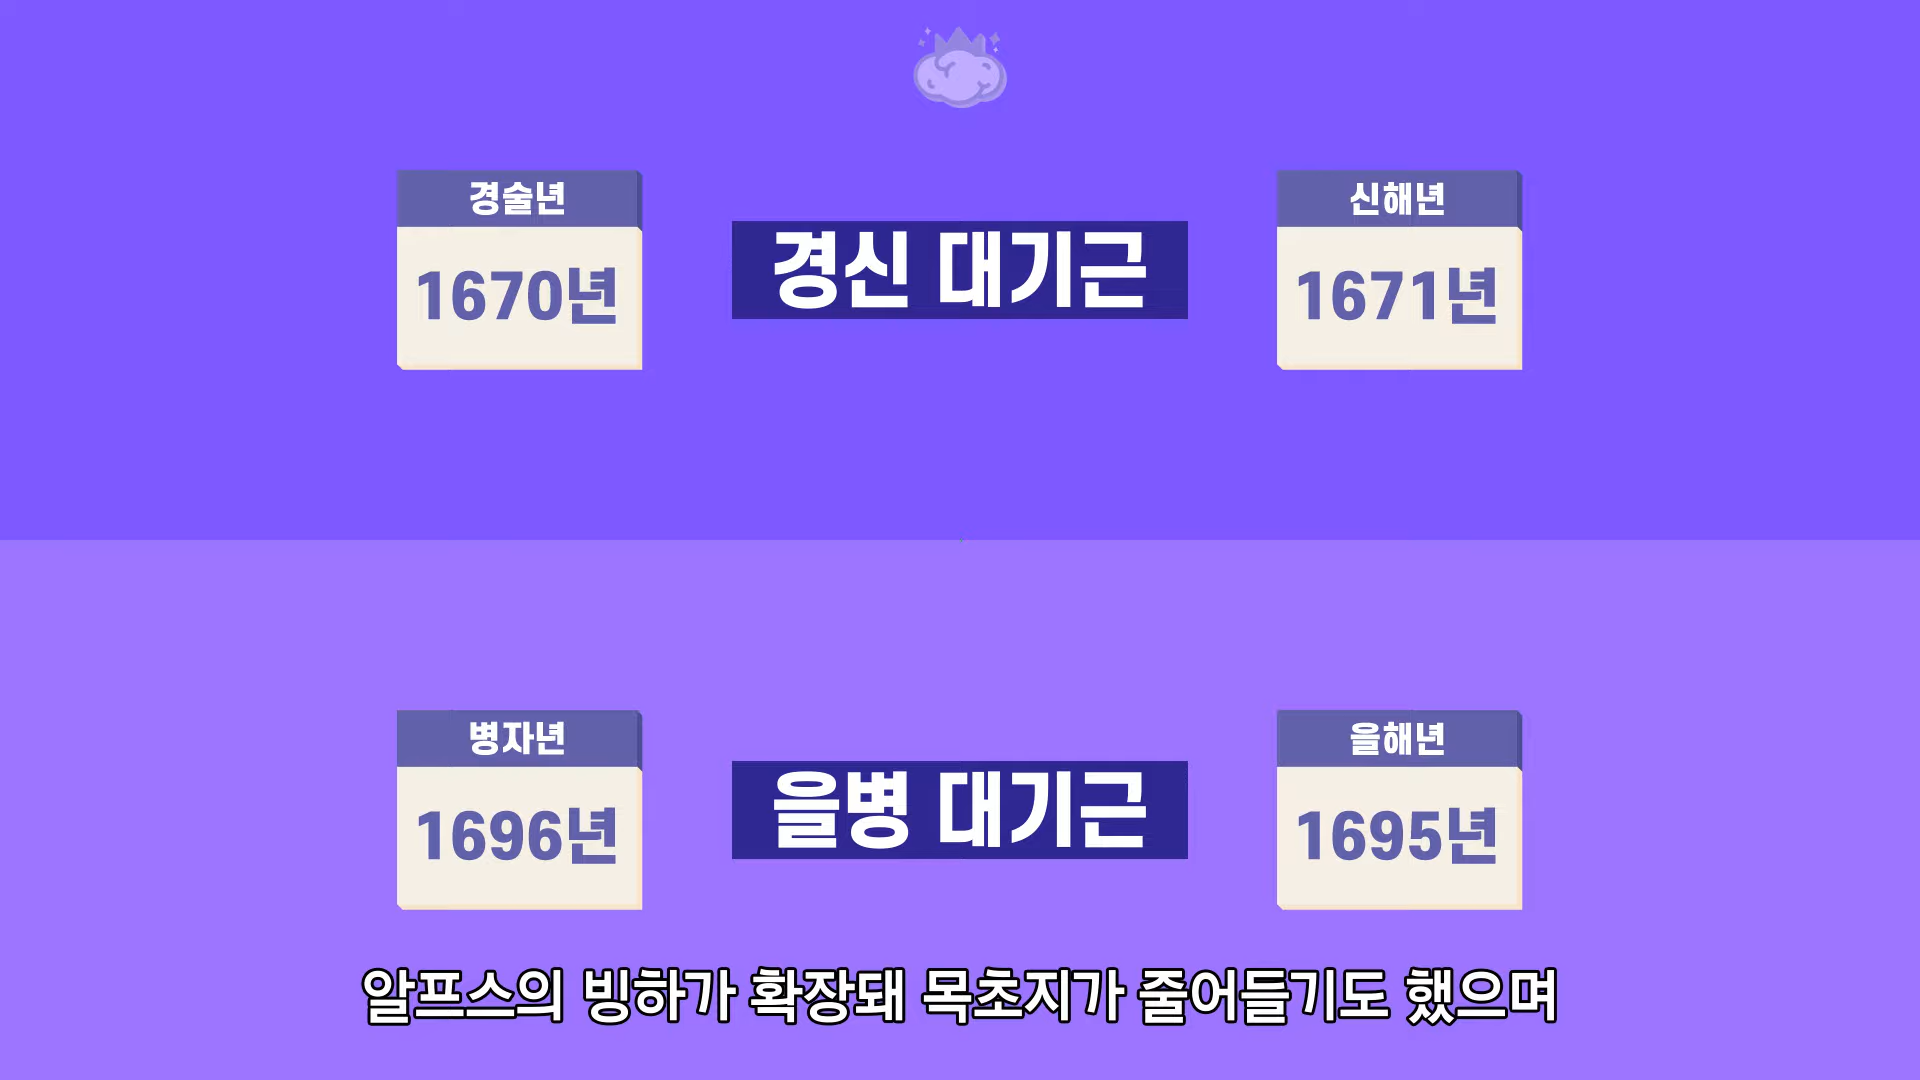 경술년
1670년
경신 대기근
신해년
1671년
병자년
1696년
을병 대기근
을해년
1695년
알프스의 빙하가 확장돼 목초지가 줄어들기도 했으며